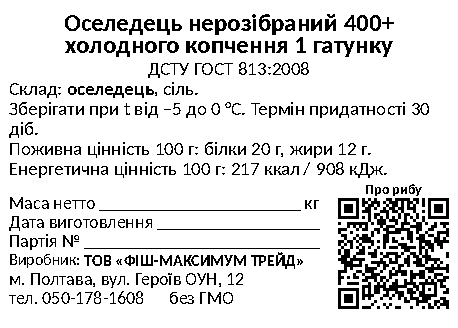 Оселедець нерозібраний 400+
холодного копчення 1 гатунку
ДСТУ ГОСТ 813:2008
Склад: оселедець, сіль.
Зберігати при t від –5 до 0 °С. Термін придатності 30
діб.
Поживна цінність 100 г: білки 20 г, жири 12 г.
Енергетична цінність 100 г: 217 ккал / 908 кДж.
Про рибу
Маса нетто ________________________ кг
Дата виготовлення ___________________
Партія № ____________________________
Виробник: ТОВ «ФІШ-МАКСИМУМ ТРЕЙД»
м. Полтава, вул. Героїв ОУН, 12
тел. 050-178-1608 без ГМО